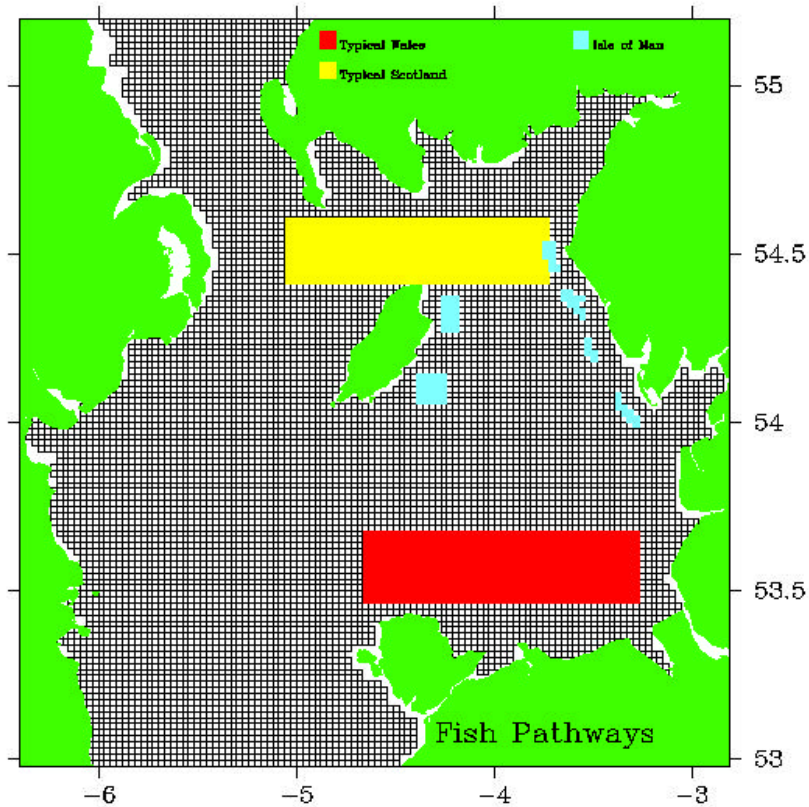 Typical Wales
Isle of Man
Typical Scotland
55
54.5
54
53.5
Fish Pathways
53
-6
-5
-4
-3